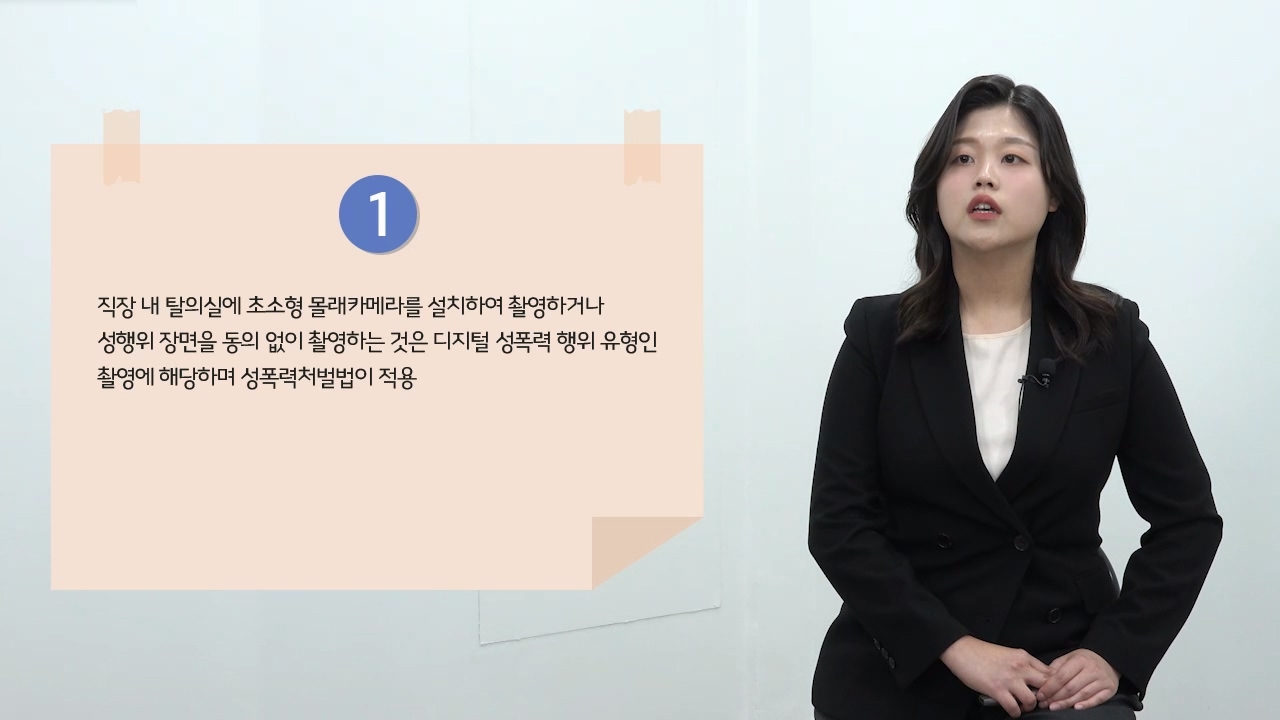 1
직장 내 탈의실에 초소형 몰래카메라를 설치하여 촬영하거나
성행위 장면을 동의 없이 촬영하는 것은 디지털 성폭력 행위 유형인
촬영에 해당하며 성폭력처벌법이 적용